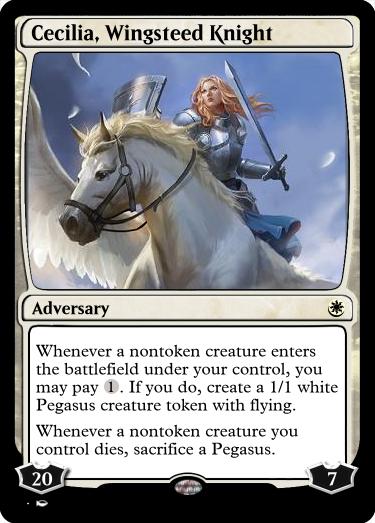 Cecilia, Wingsteed Knight
Adversary
Whenever a nontoken creature enters
the battlefield under your control, you
may pay 1. If you do, create a 1/1 white
Pegasus creature token with flying.
Whenever a nontoken creature you
control dies, sacrifice a Pegasus.
20
7